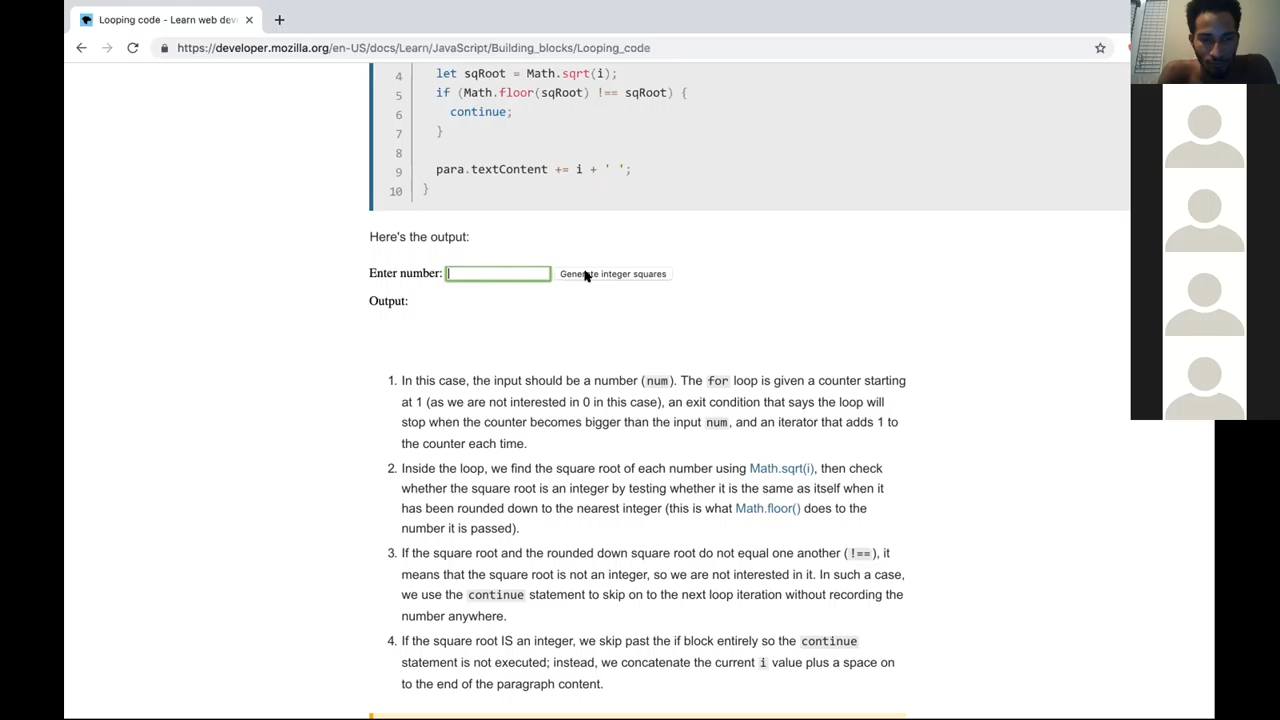 Looping code - Learn web dev
https://developer.mozilla.org/en-US/docs/Learn/JavaScript/Building_blocks/Looping_code
4 let sqRoot = Math.sqrt(i);
5 if (Math.floor(sqRoot) !== sqRoot) {
6 continue;
7 }
8
9 para.textContent += i + ' ';
10 }
Here's the output:
Enter number: Generate integer squares
Output:
1. In this case, the input should be a number (num). The for loop is given a counter starting
at 1 (as we are not interested in 0 in this case), an exit condition that says the loop will
stop when the counter becomes bigger than the input num, and an iterator that adds 1 to
the counter each time.
2. Inside the loop, we find the square root of each number using Math.sqrt(i), then check
whether the square root is an integer by testing whether it is the same as itself when it
has been rounded down to the nearest integer (this is what Math.floor() does to the
number it is passed).
3. If the square root and the rounded down square root do not equal one another (!==), it
means that the square root is not an integer, so we are not interested in it. In such a case,
we use the continue statement to skip on to the next loop iteration without recording the
number anywhere.
4. If the square root IS an integer, we skip past the if block entirely so the continue
statement is not executed; instead, we concatenate the current i value plus a space on
to the end of the paragraph content.